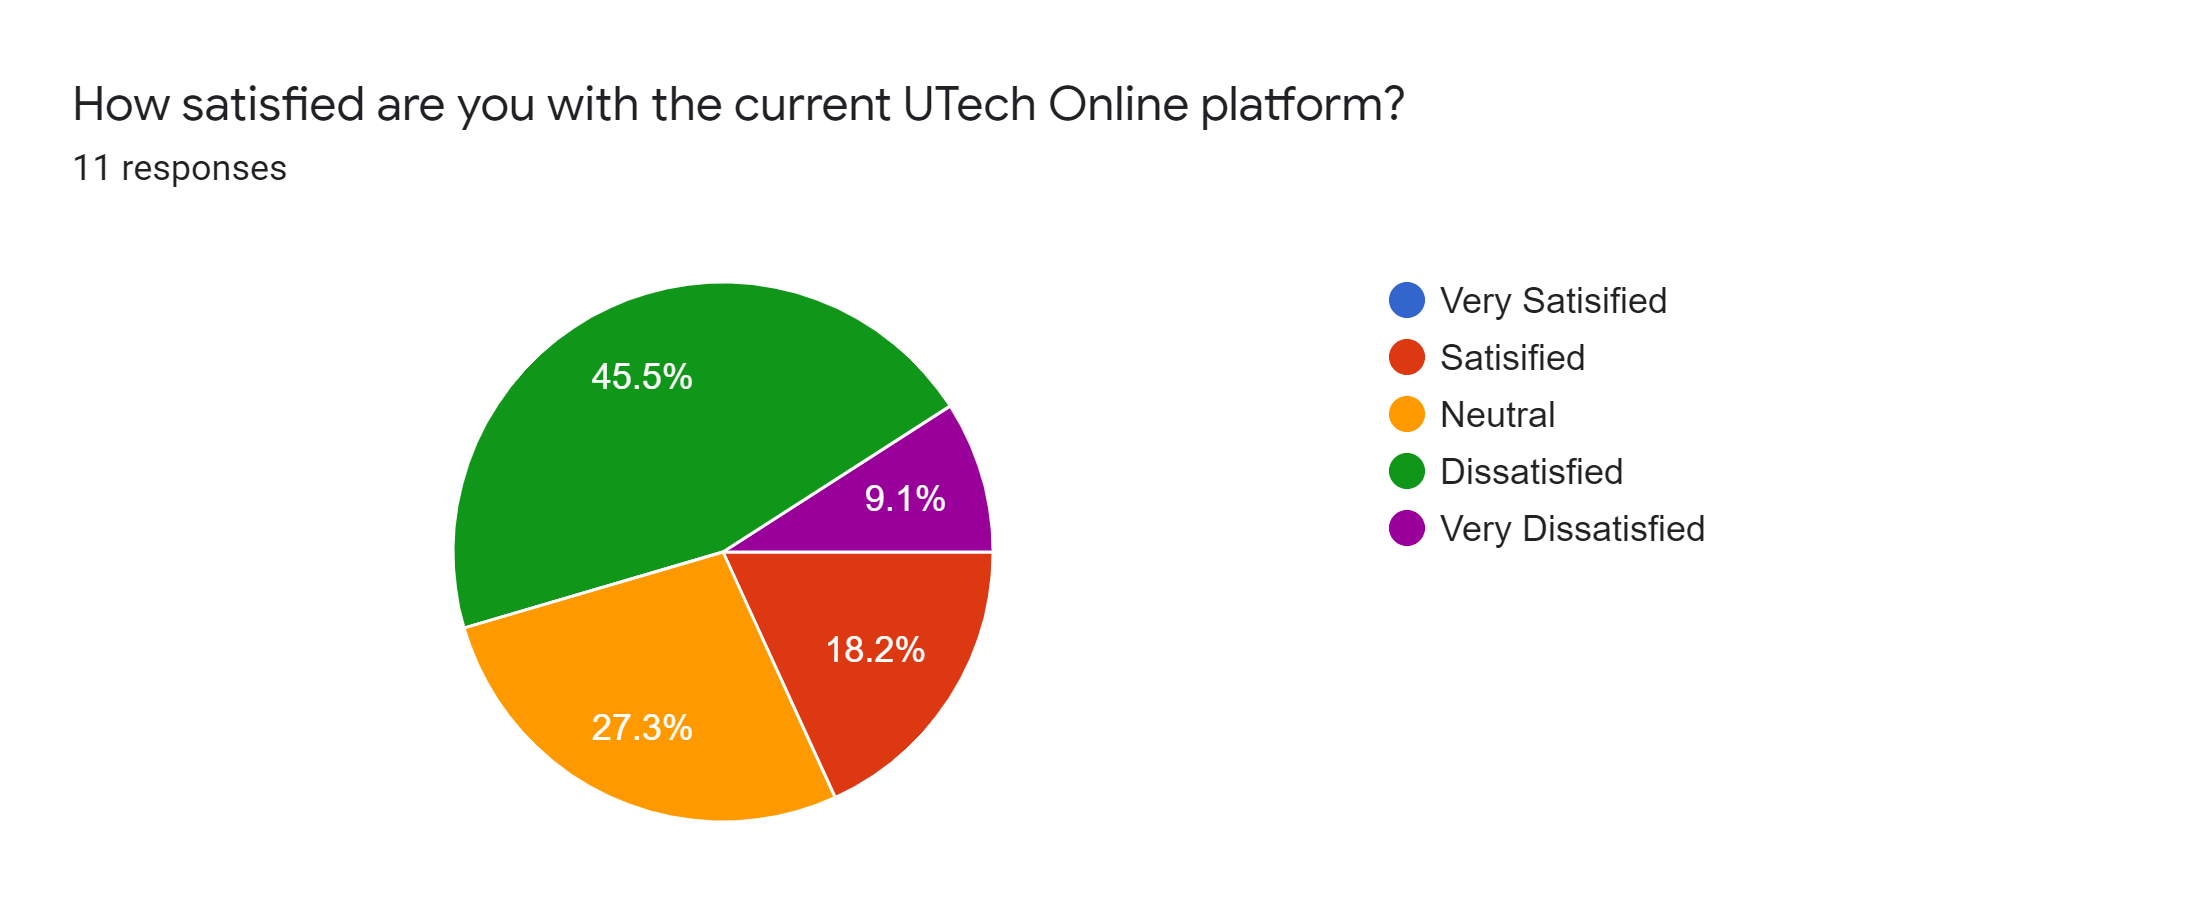 How satisfied are you with the current UTech Online platform?
11 responses
45.5%
9.1%
18.2%
27.3%
Very Satisified
Satisified
Neutral
Dissatisfied
Very Dissatisfied